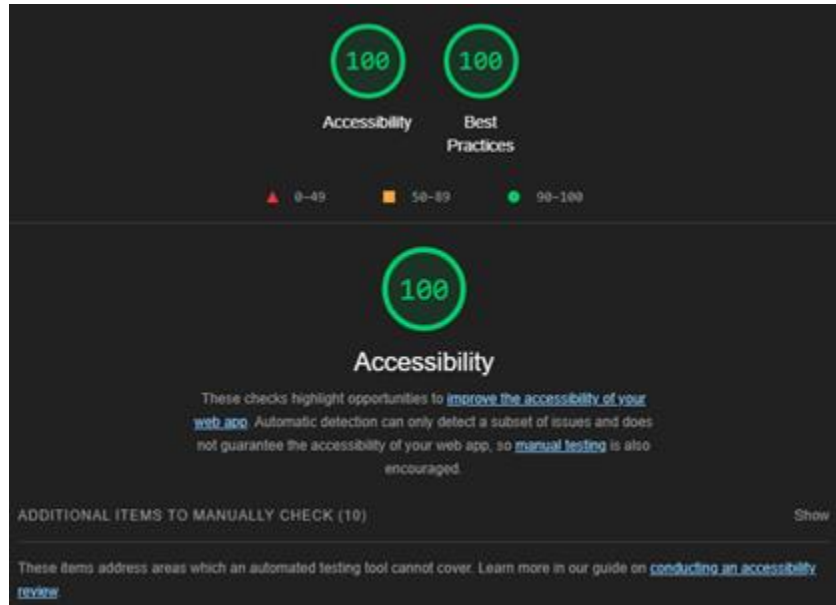 100 100
Accessibility Best
Practices
0–49 50–89 90–100
100
Accessibility
These checks highlight opportunities to improve the accessibility of your
web app. Automatic detection can only detect a subset of issues and does
not guarantee the accessibility of your web app, so manual testing is also
encouraged.
ADDITIONAL ITEMS TO MANUALLY CHECK (10) Show
These items address areas which an automated testing tool cannot cover. Learn more in our guide on conducting an accessibility
review.